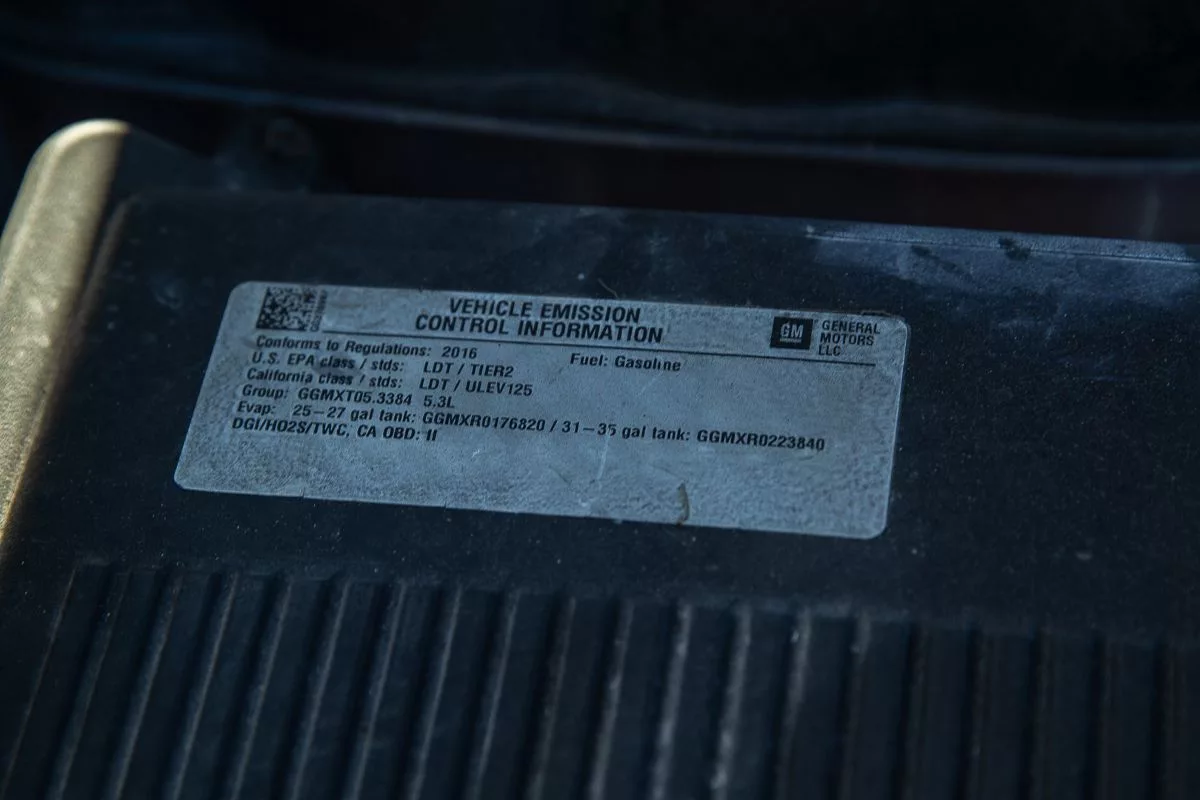 VEHICLE EMISSION
CONTROL INFORMATION
GM
GENERAL
MOTORS
LLC
Conforms to Regulations: 2016 Fuel: Gasoline
U.S. EPA class / stds: LDT / TIER2
California class / stds: LDT / ULEV125
Group: GGMXT05.3384 5.3L
Evap: 25–27 gal tank: GGMXR0176820 / 31–35 gal tank: GGMXR0223840
DGI/HO2S/TWC, CA OBD: II